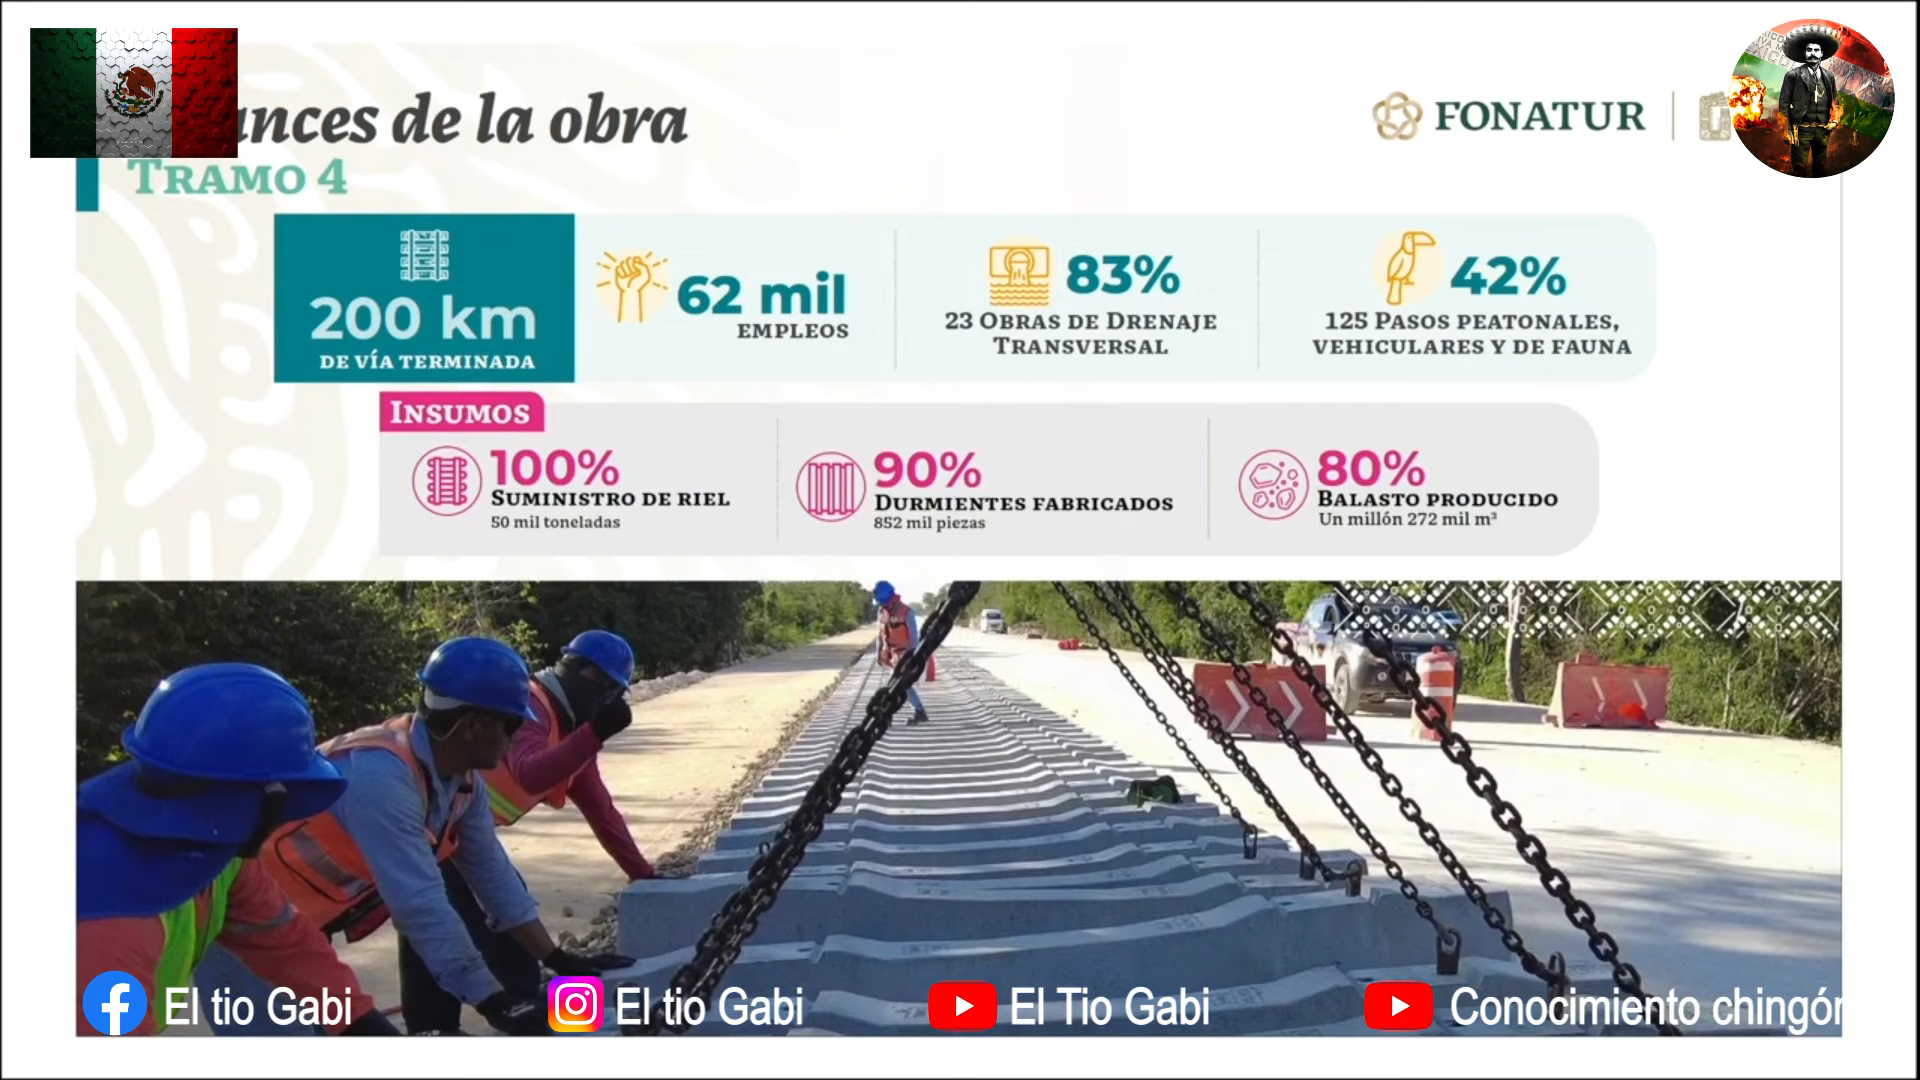 ances de la obra
FONATUR
TRAMO 4
200 km
DE VÍA TERMINADA
62 mil
EMPLEOS
83%
23 OBRAS DE DRENAJE
TRANSVERSAL
42%
125 PASOS PEATONALES,
VEHICULARES Y DE FAUNA
INSUMOS
100%
SUMINISTRO DE RIEL
50 mil toneladas
90%
DURMIENTES FABRICADOS
852 mil piezas
80%
BALASTO PRODUCIDO
Un millón 272 mil m³
El tio Gabi
El tio Gabi
El Tio Gabi
Conocimiento chingón